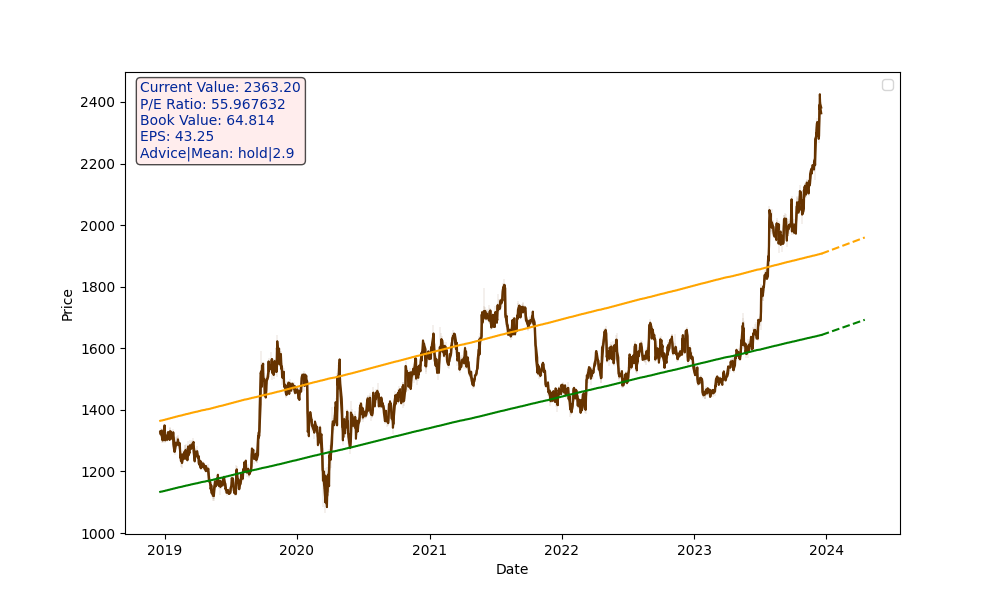 Current Value: 2363.20
P/E Ratio: 55.967632
Book Value: 64.814
EPS: 43.25
Advice|Mean: hold|2.9
2400
2200
2000
1800
1600
1400
1200
1000
Price
2019 2020 2021 2022 2023 2024
Date